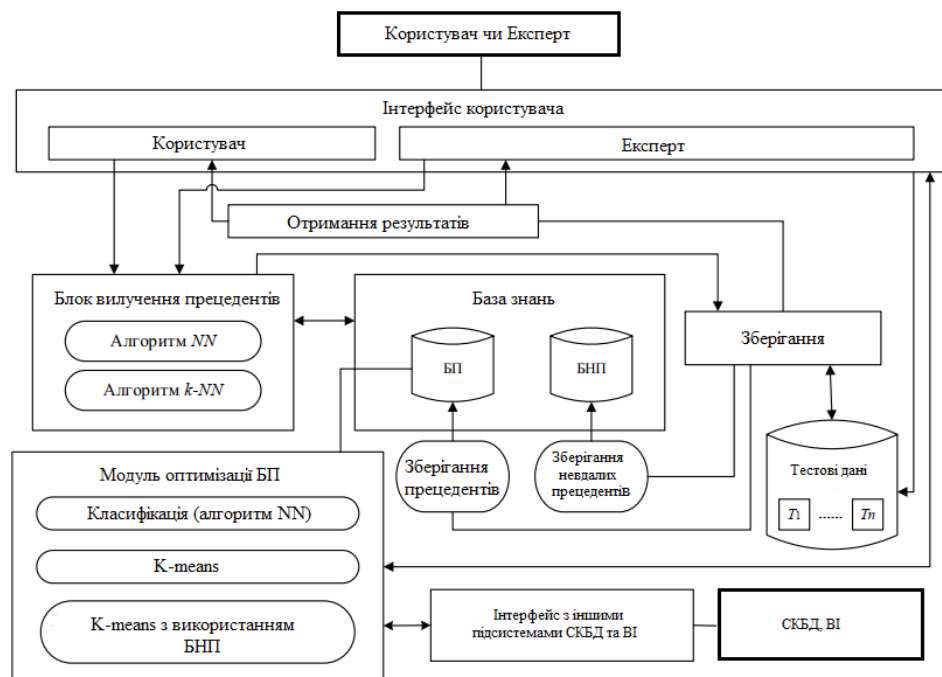 Користувач чи Експерт
Інтерфейс користувача
Користувач
Експерт
Отримання результатів
Блок вилучення прецедентів
Алгоритм NN
Алгоритм k-NN
База знань
БП
БНП
Зберігання
Зберігання
прецедентів
Зберігання
невдалих
прецедентів
Тестові дані
T1 ...... Tn
Модуль оптимізації БП
Класифікація (алгоритм NN)
K-means
K-means з використанням
БНП
Інтерфейс з іншими
підсистемами СКБД та ВІ
СКБД, ВІ